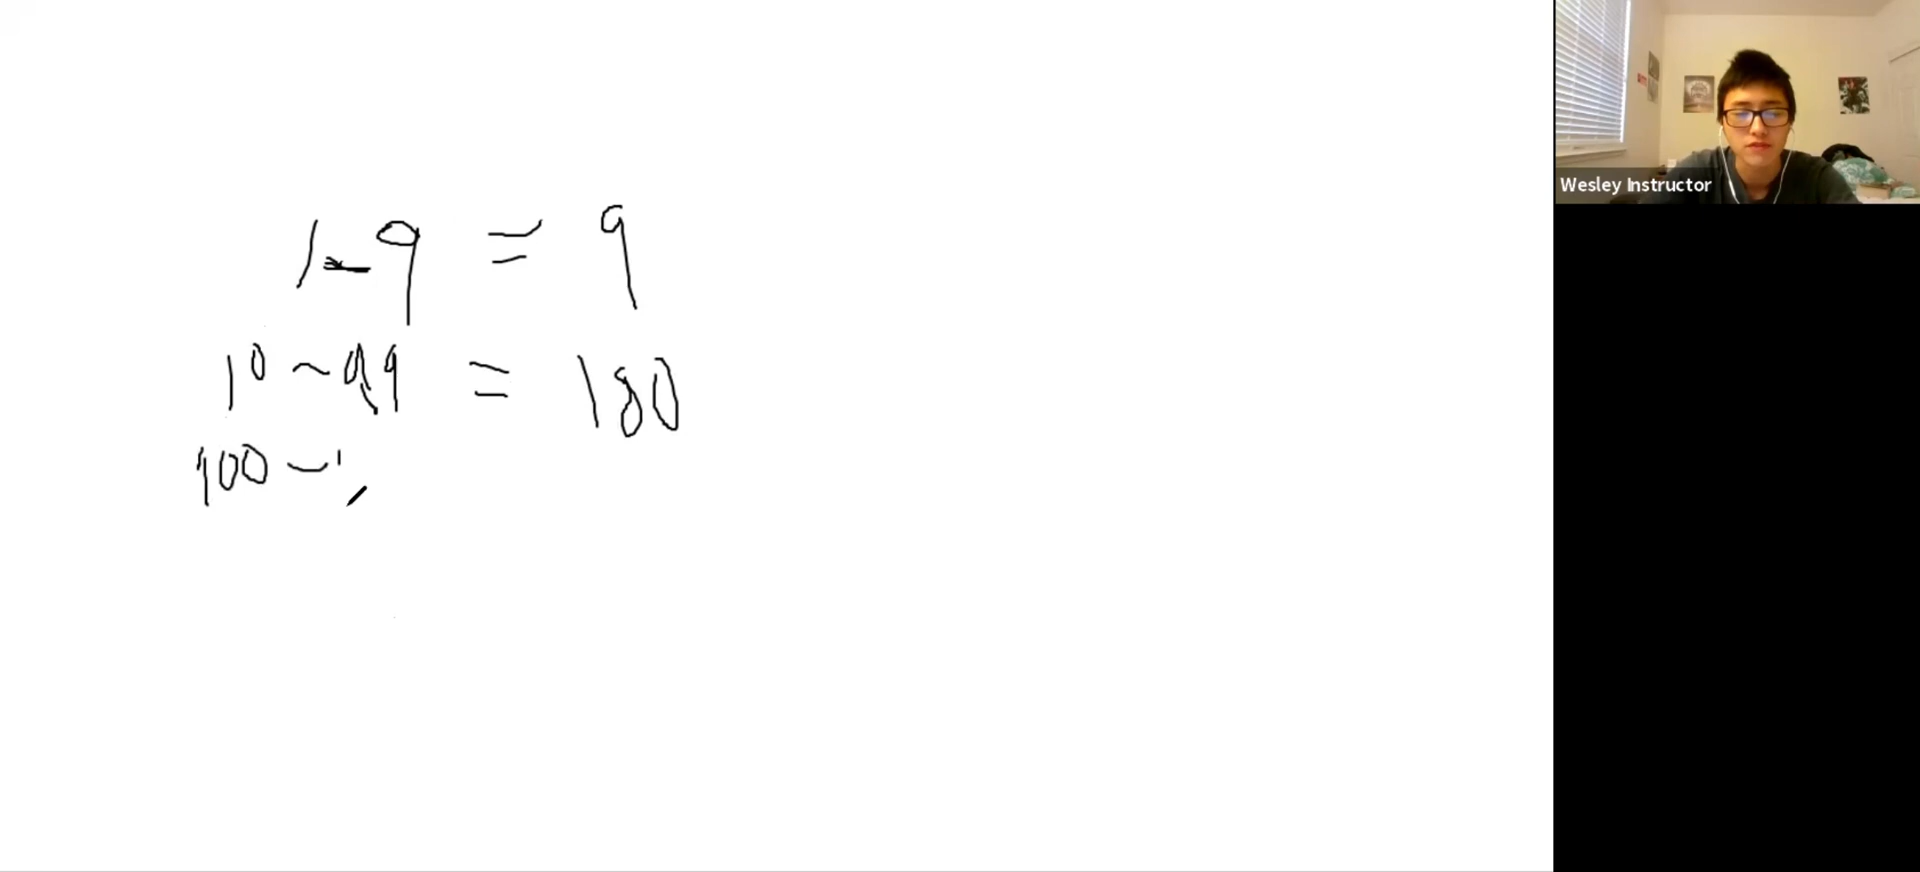 1-9 = 9
10 ~ 99 = 180
100 ~
Wesley Instructor